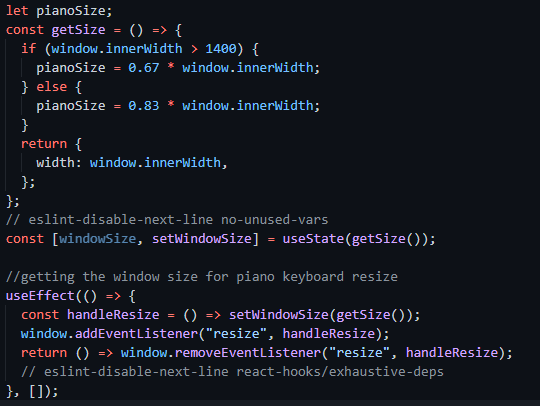 let pianoSize;
const getSize = () => {
  if (window.innerWidth > 1400) {
    pianoSize = 0.67 * window.innerWidth;
  } else {
    pianoSize = 0.83 * window.innerWidth;
  }
  return {
    width: window.innerWidth,
  };
};
// eslint-disable-next-line no-unused-vars
const [windowSize, setWindowSize] = useState(getSize());

//getting the window size for piano keyboard resize
useEffect(() => {
  const handleResize = () => setWindowSize(getSize());
  window.addEventListener("resize", handleResize);
  return () => window.removeEventListener("resize", handleResize);
  // eslint-disable-next-line react-hooks/exhaustive-deps
}, []);